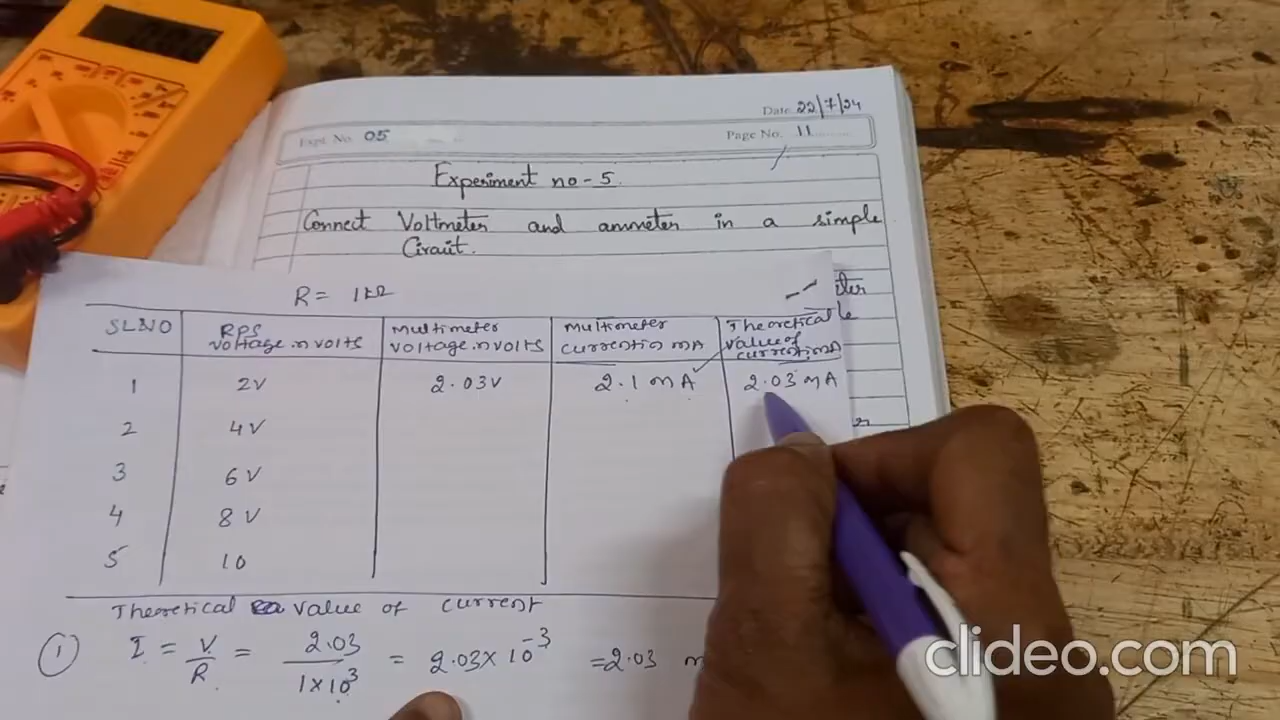 Date 22/7/24
Expt. No. 05
Page No. 11
Experiment no - 5.
Connect Voltmeter and ammeter in a simple
Circuit.
R = 1kΩ
SLNO
RPS
voltage in volts
Multimeter
voltage in volts
Multimeter
current in mA
Theoretical
value of
current mA
1 2V 2.03V 2.1 mA 2.03 mA
2 4V
3 6V
4 8V
5 10
Theoretical value of current
① I = V/R = 2.03/1×10³ = 2.03×10⁻³ = 2.03
clideo.com